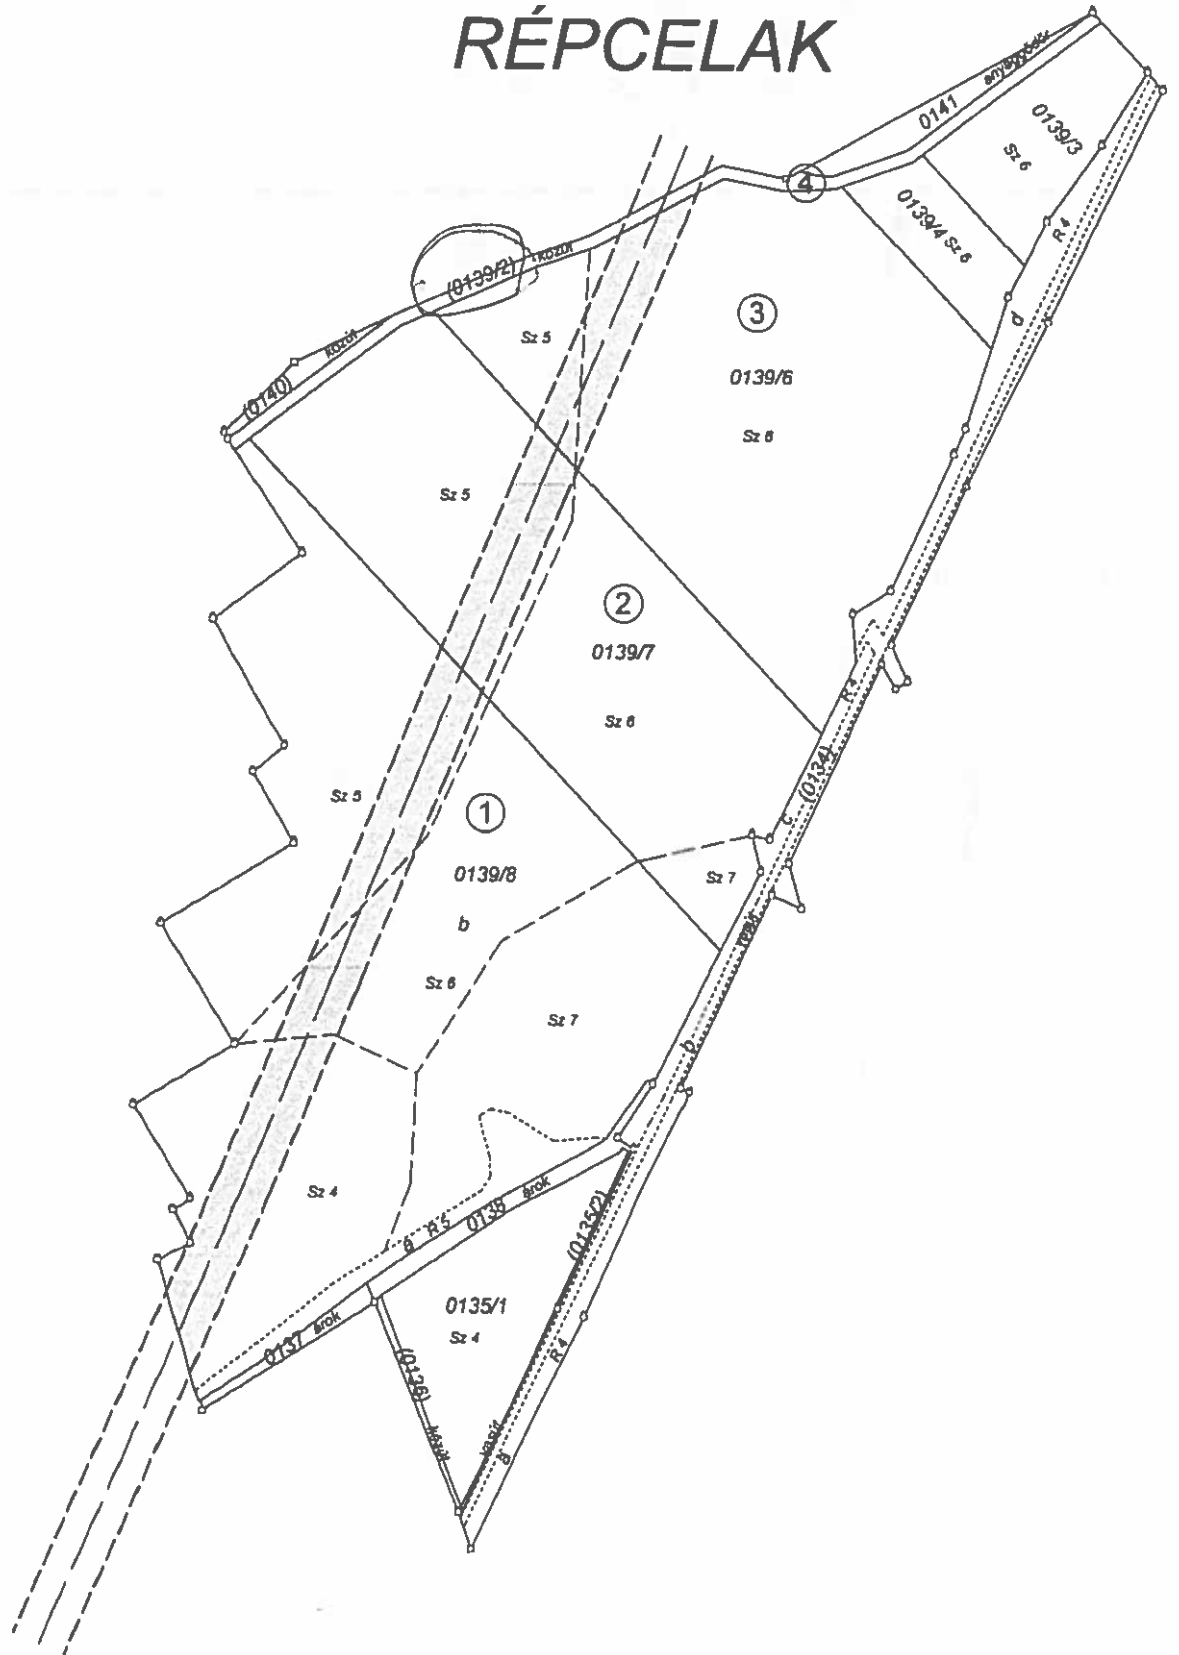 RÉPCELAK
anyaggödör
0141
0139/3
Sz 6
4
0139/4 Sz 6
R 4
közút
(0139/2)
3
d
Sz 5
közút
0139/6
(0140)
Sz 6
Sz 5
2
0139/7
R 4
Sz 6
(0134)
Sz 5
1
c
0139/8
Sz 7
b
vasút
Sz 6
Sz 7
b
Sz 4
árok
0138
R 5
a
(0135/2)
0135/1
árok
0137
Sz 4
R 4
(0136)
közút
vasút
a